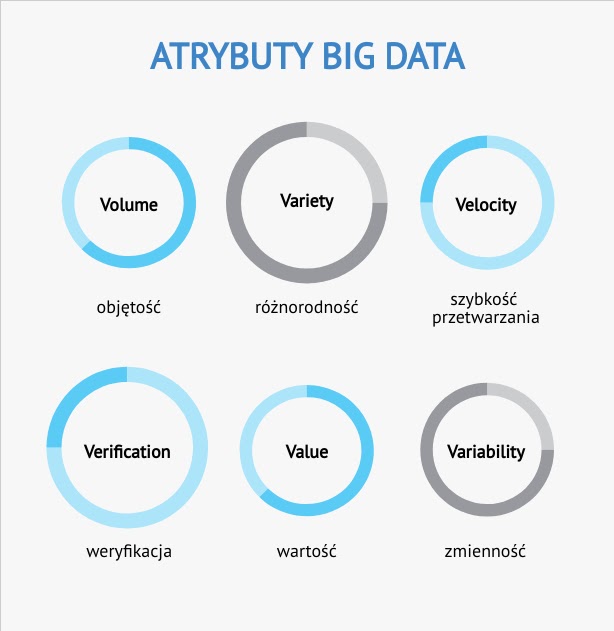 ATRYBUTY BIG DATA
Volume
Variety
Velocity
objętość
różnorodność
szybkość
przetwarzania
Verification
Value
Variability
weryfikacja
wartość
zmienność